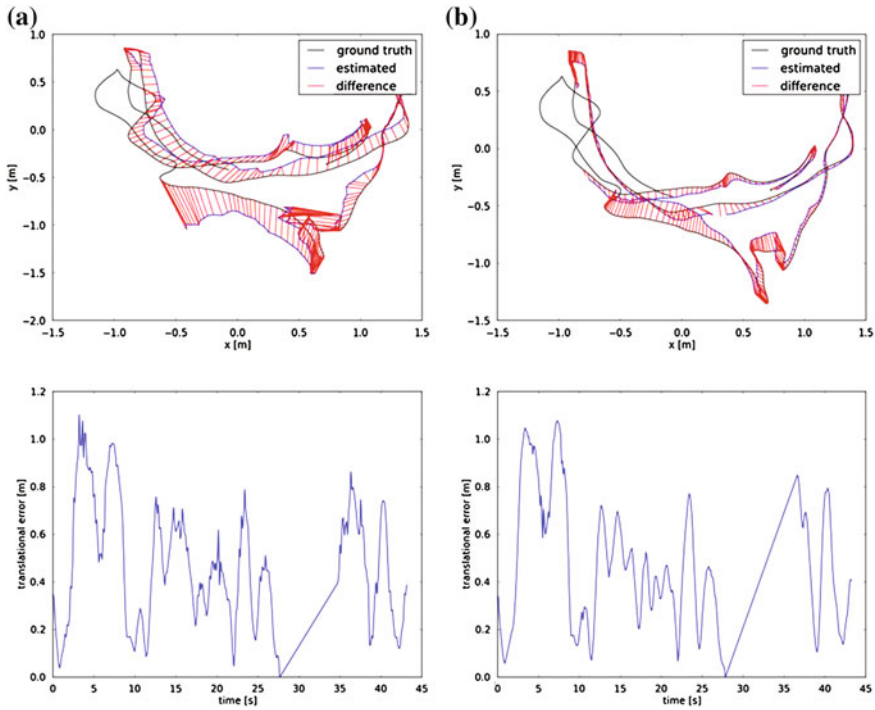 (a)
1.0
0.5
0.0
−0.5
−1.0
−1.5
−2.0
y [m]
ground truth
estimated
difference
−1.5 −1.0 −0.5 0.0 0.5 1.0 1.5
x [m]
(b)
1.0
0.5
0.0
−0.5
−1.0
−1.5
y [m]
ground truth
estimated
difference
−1.5 −1.0 −0.5 0.0 0.5 1.0 1.5
x [m]
1.2
1.0
0.8
0.6
0.4
0.2
0.0
translational error [m]
0 5 10 15 20 25 30 35 40 45
time [s]
1.2
1.0
0.8
0.6
0.4
0.2
0.0
translational error [m]
0 5 10 15 20 25 30 35 40 45
time [s]